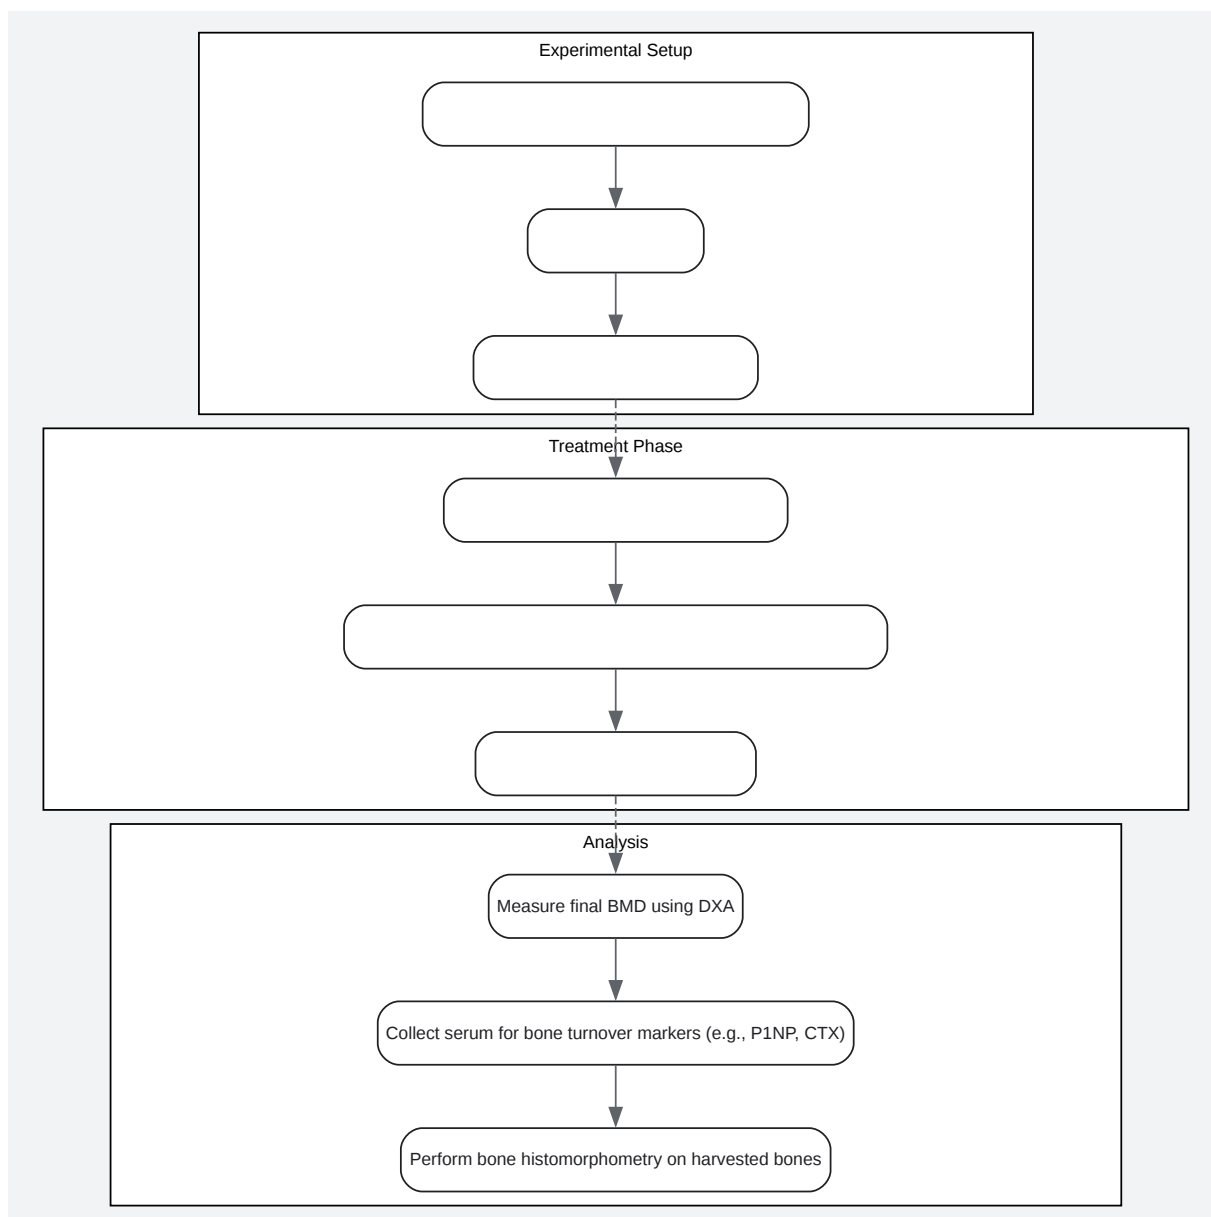 Experimental Setup
Treatment Phase
Analysis
Measure final BMD using DXA
Collect serum for bone turnover markers (e.g., P1NP, CTX)
Perform bone histomorphometry on harvested bones